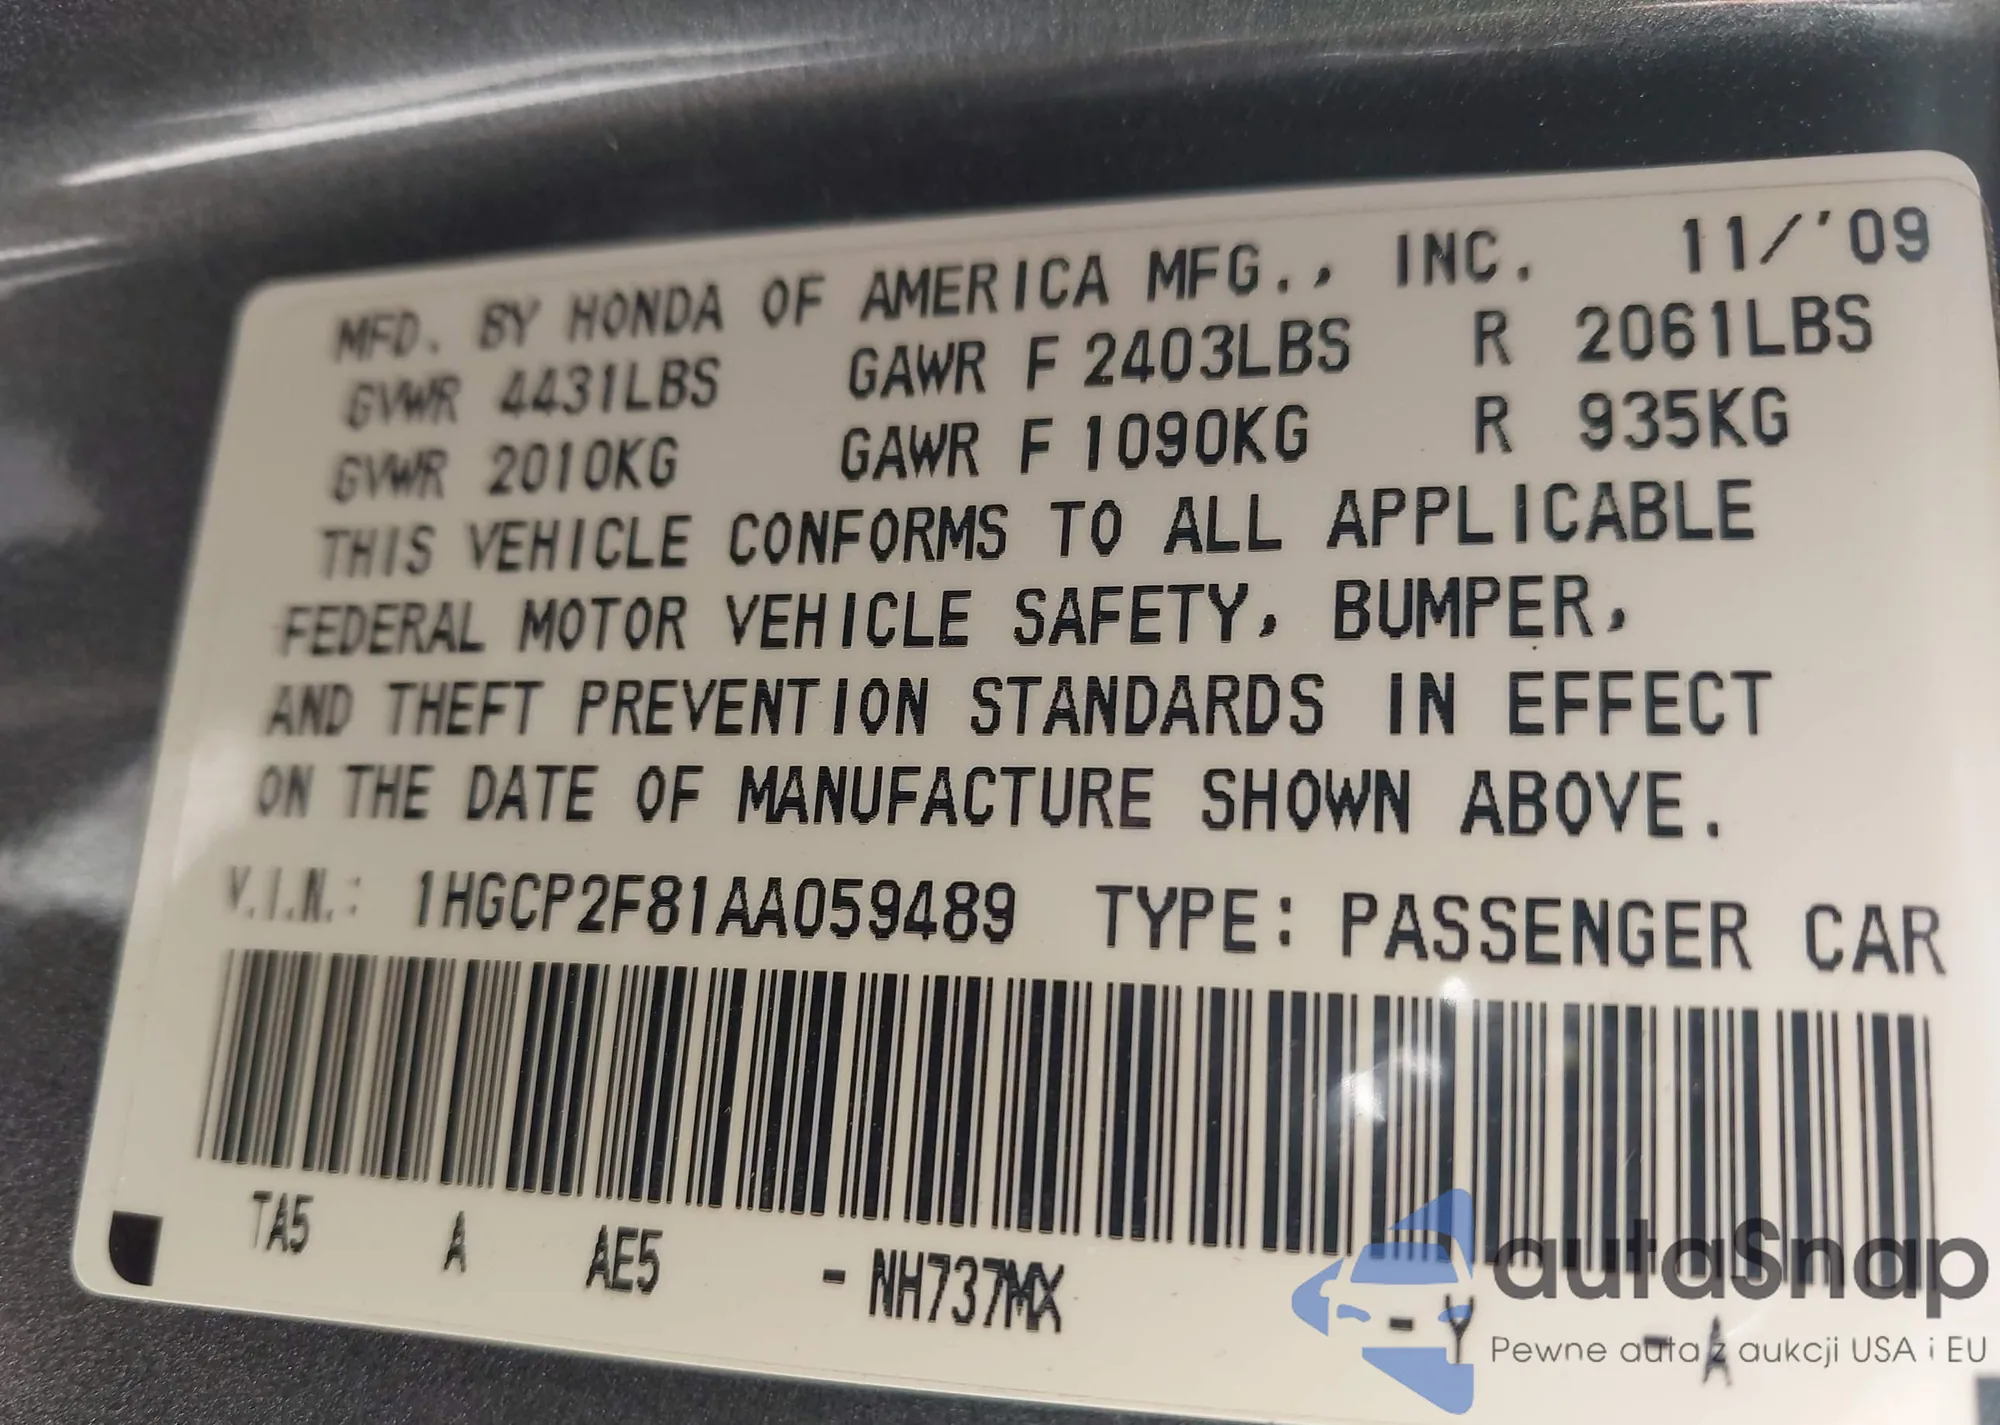 MFD. BY HONDA OF AMERICA MFG., INC. 11/'09
GVWR 4431LBS GAWR F 2403LBS R 2061LBS
GVWR 2010KG GAWR F 1090KG R 935KG
THIS VEHICLE CONFORMS TO ALL APPLICABLE
FEDERAL MOTOR VEHICLE SAFETY, BUMPER,
AND THEFT PREVENTION STANDARDS IN EFFECT
ON THE DATE OF MANUFACTURE SHOWN ABOVE.
V.I.N.: 1HGCP2F81AA059489 TYPE: PASSENGER CAR
TA5 A AE5 - NH737MX - Y - A
autaSnap
Pewne auta z aukcji USA i EU